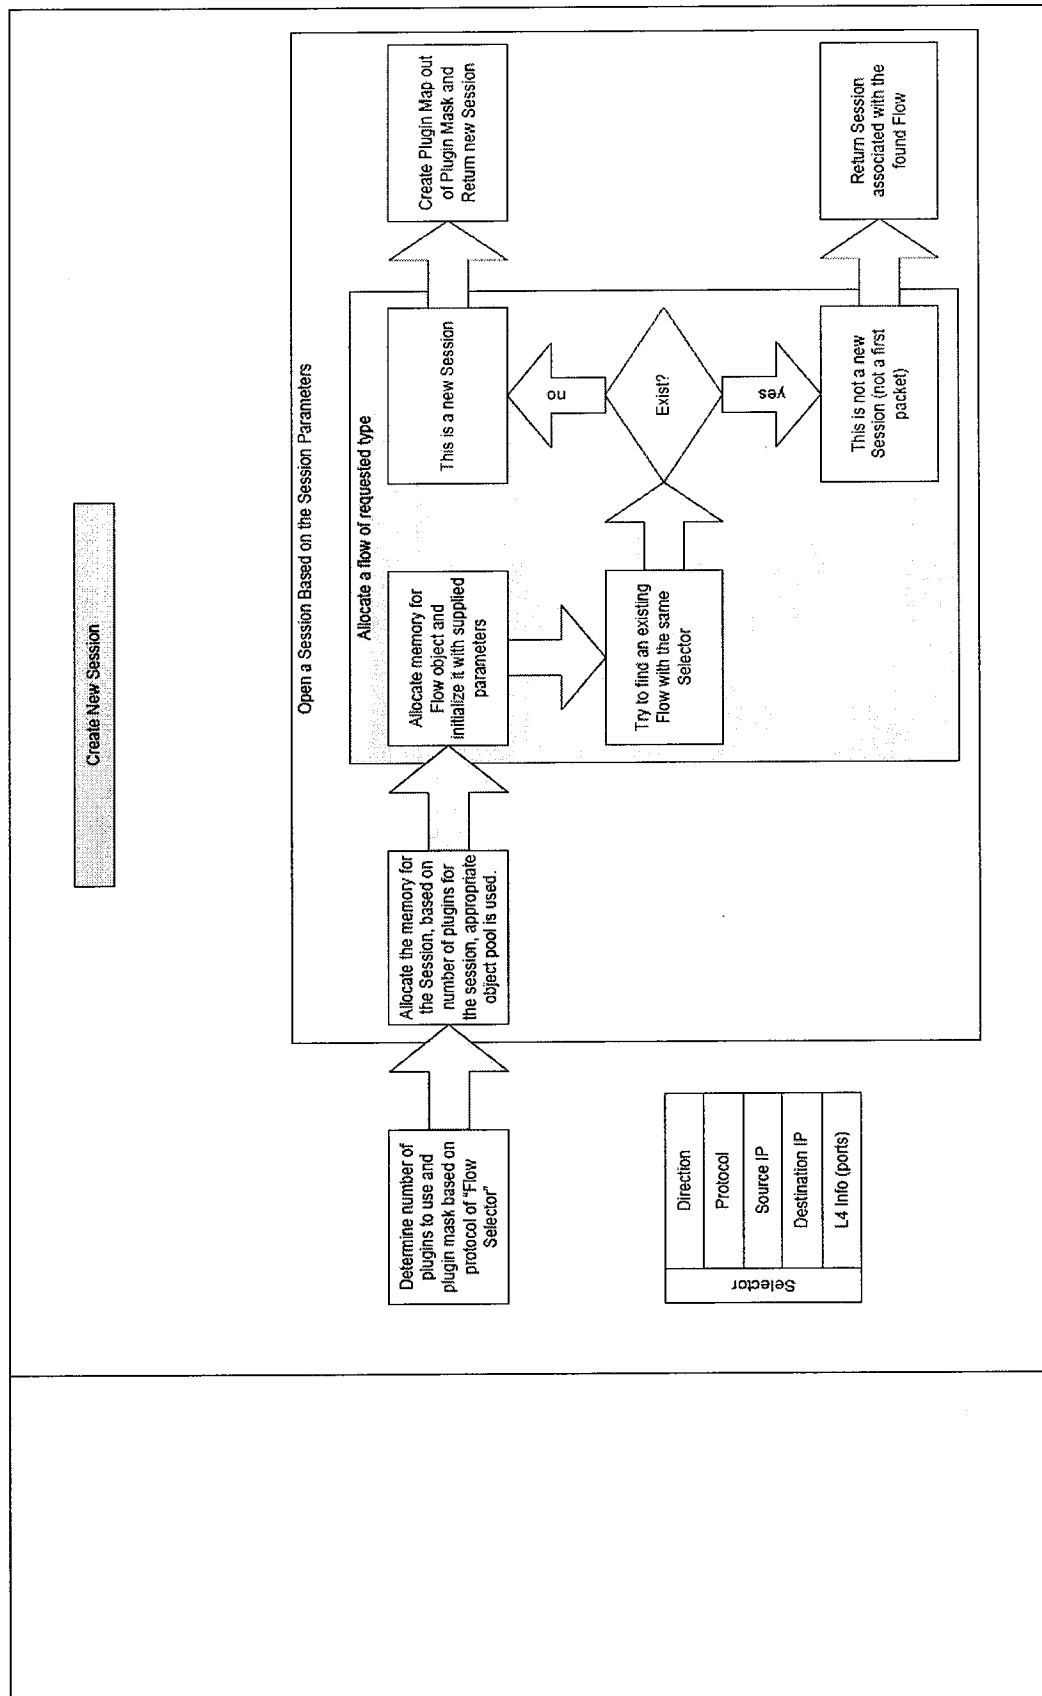 Create New Session
Open a Session Based on the Session Parameters
Allocate a flow of requested type
Determine number of
plugins to use and
plugin mask based on
protocol of "Flow
Selector"
Allocate the memory for
the Session, based on
number of plugins for
the session, appropriate
object pool is used.
Allocate memory for
Flow object and
initialize it with supplied
parameters
This is a new Session
Create Plugin Map out
of Plugin Mask and
Return new Session
no
Try to find an existing
Flow with the same
Selector
Exist?
yes
This is not a new
Session (not a first
packet)
Return Session
associated with the
found Flow
Selector
Direction
Protocol
Source IP
Destination IP
L4 Info (ports)